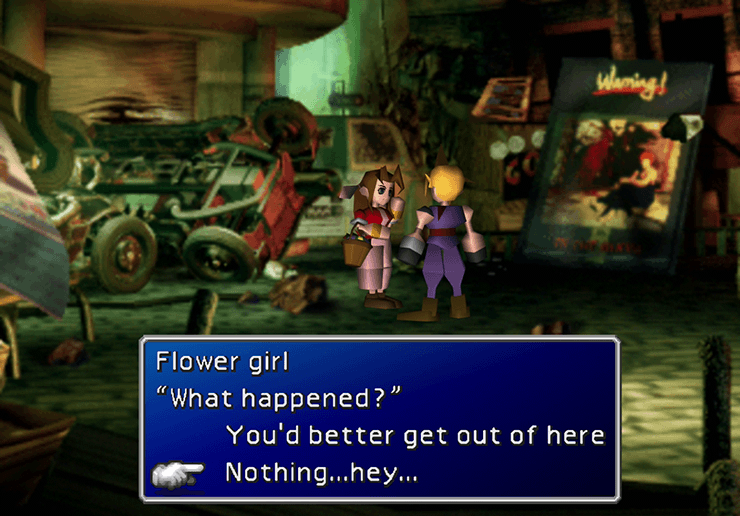 Warning!
Flower girl
“What happened?”
You'd better get out of here
Nothing...hey...